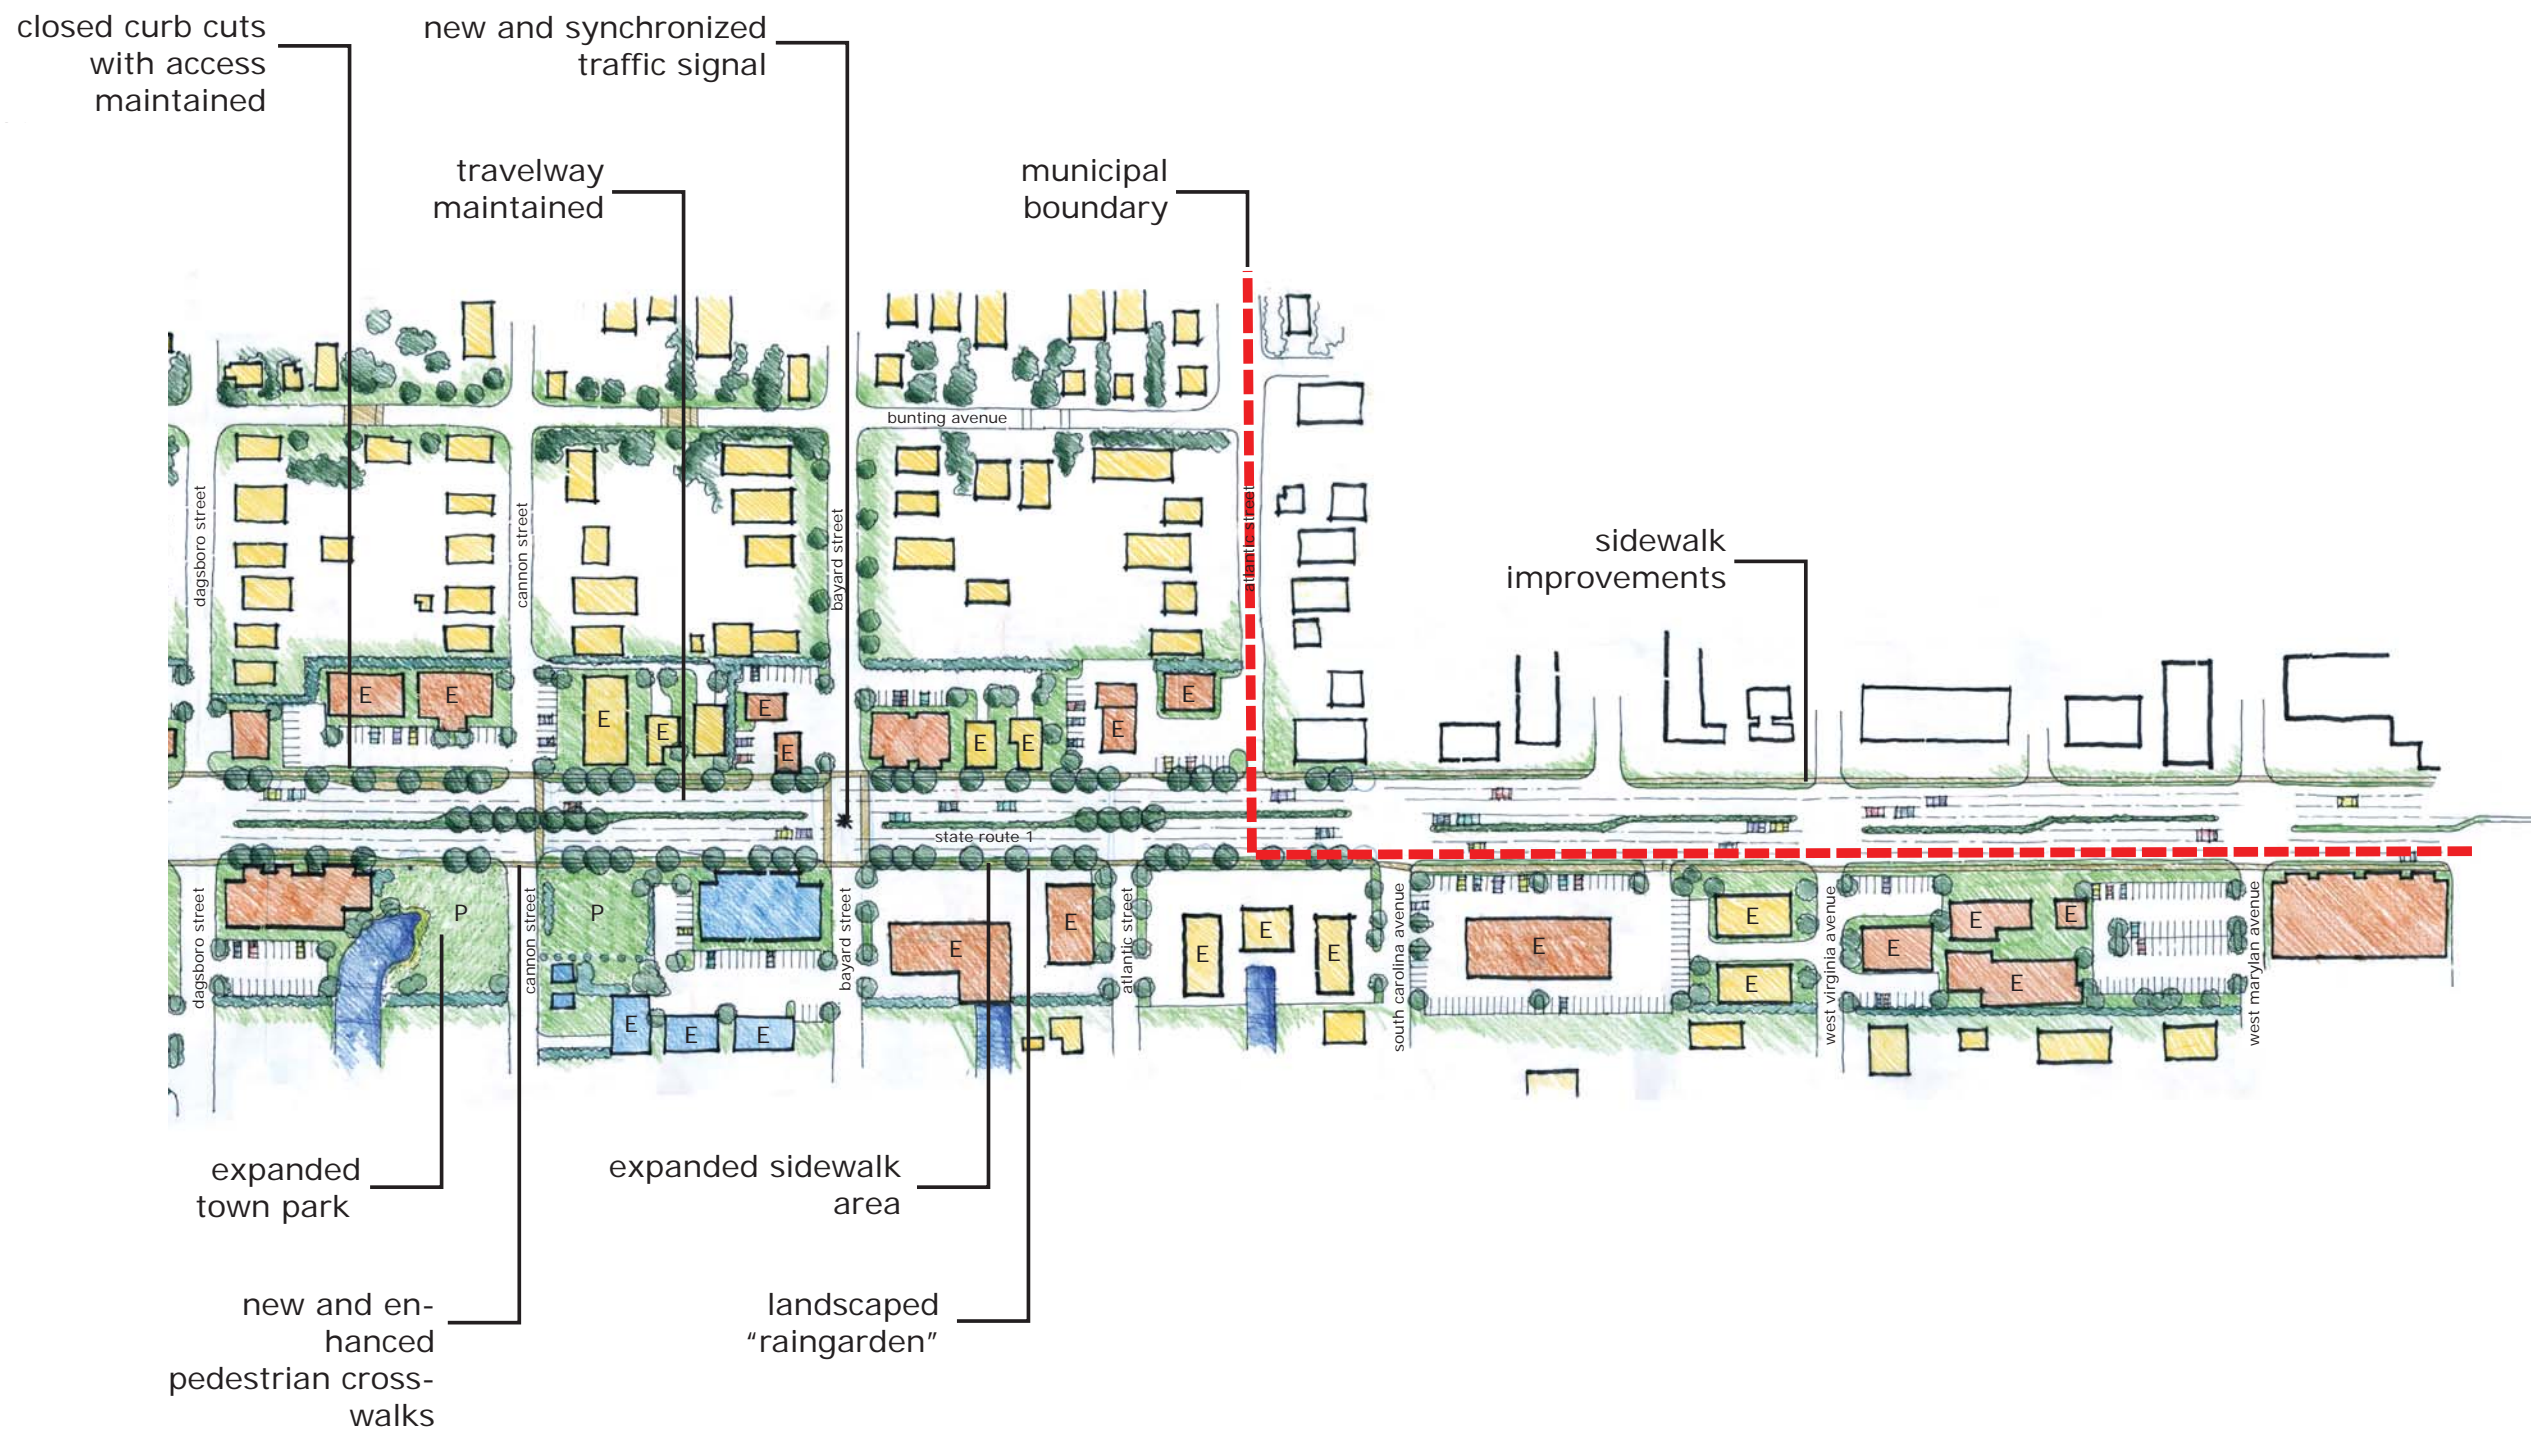 closed curb cuts
with access
maintained
new and synchronized
traffic signal
travelway
maintained
municipal
boundary
bunting avenue
dagsboro street
cannon street
bayard street
atlantic street
sidewalk
improvements
E
E
E
E
E
E
E
E
E
E
state route 1
dagsboro street
P
cannon street
P
bayard street
E
E
atlantic street
E
E
E
south carolina avenue
E
E
E
west virginia avenue
E
E
E
E
west marylan avenue
E
E
E
expanded
town park
expanded sidewalk
area
new and en-
hanced
pedestrian cross-
walks
landscaped
"raingarden"